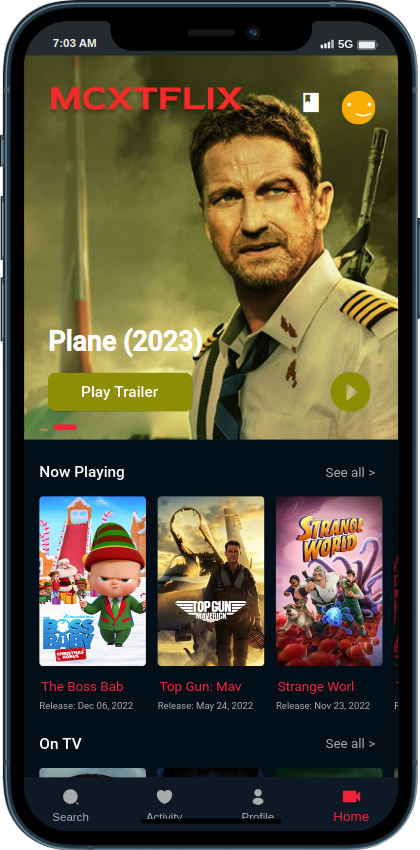 7:03 AM
5G
MCXTFLIX
Plane (2023)
Play Trailer
Now Playing
See all >
BOSS
BABY
CHRISTMAS
BONUS
TOP GUN
MAVERICK
STRANGE
WORLD
The Boss Bab
Top Gun: Mav
Strange Worl
Release: Dec 06, 2022
Release: May 24, 2022
Release: Nov 23, 2022
On TV
See all >
Search
Activity
Profile
Home